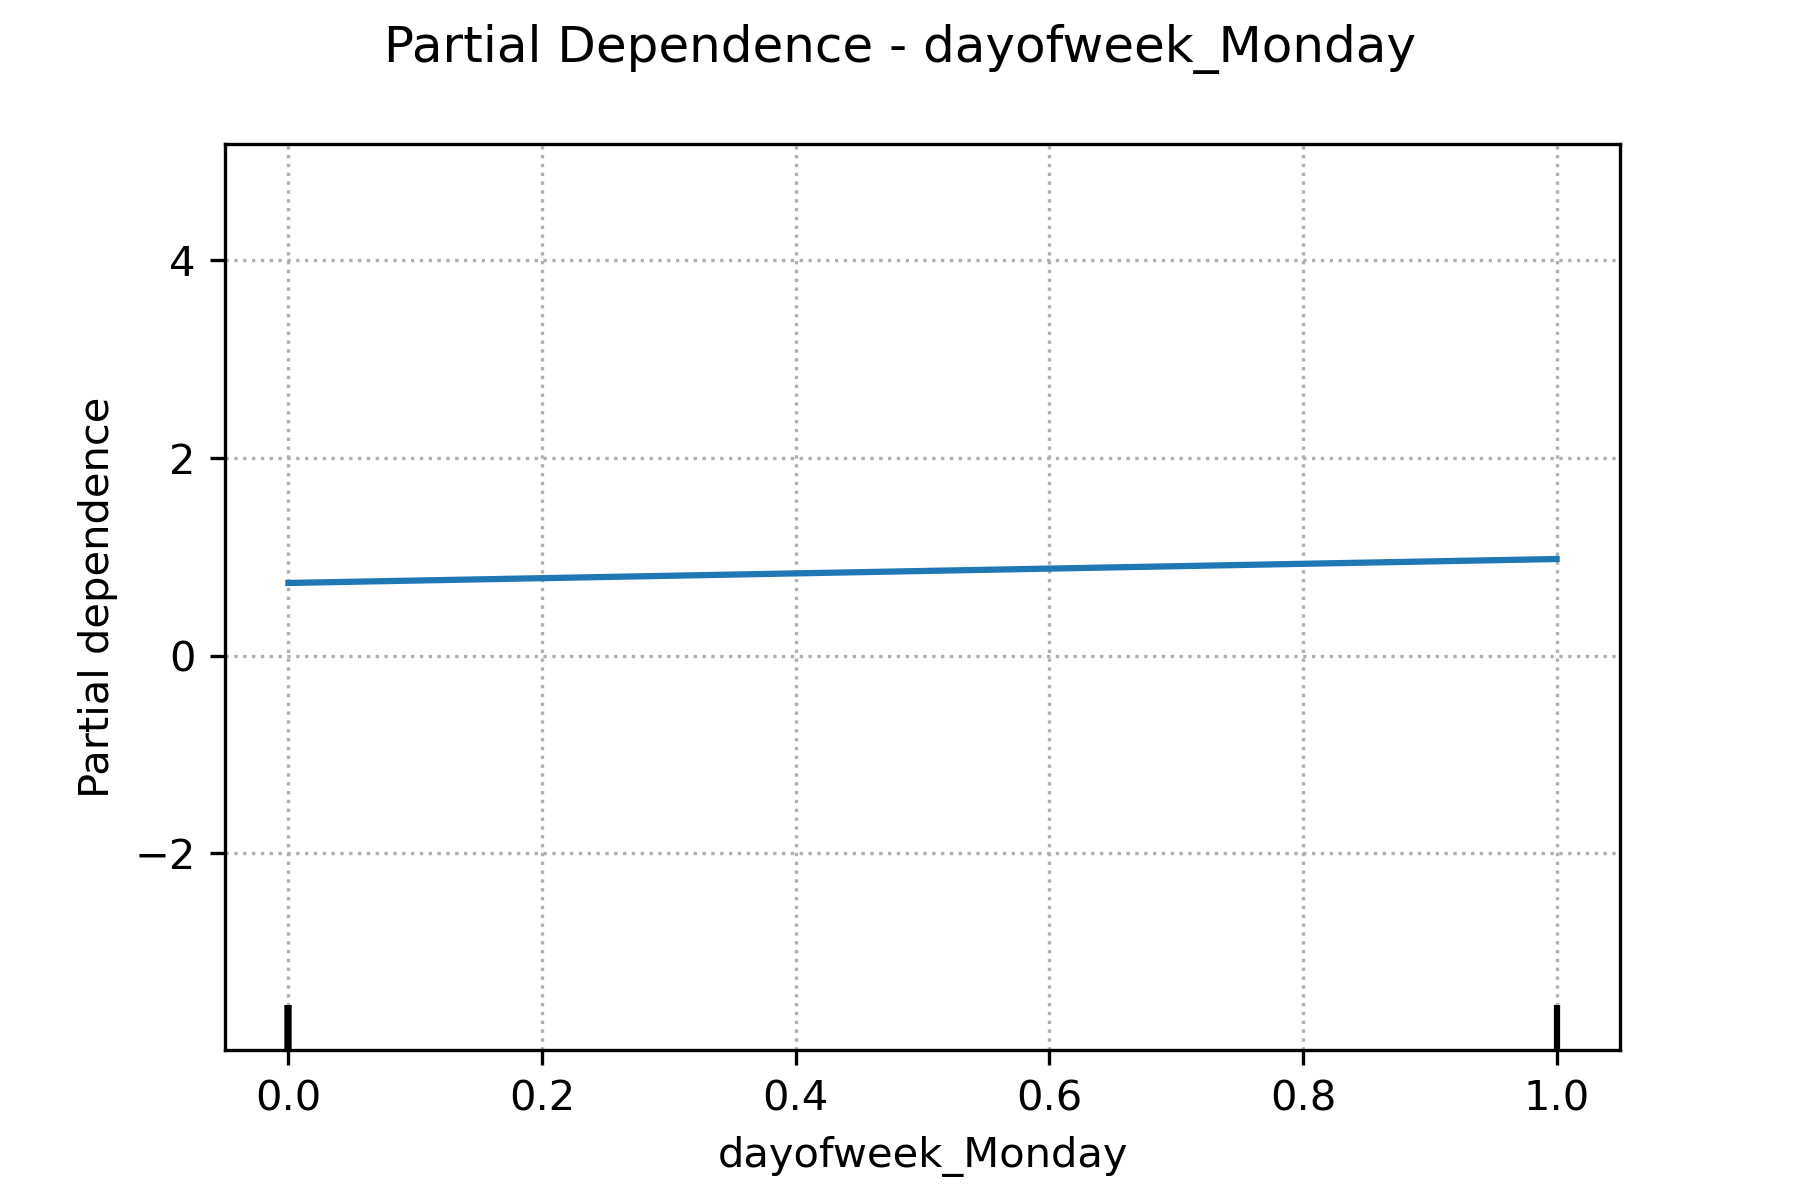 Partial Dependence - dayofweek_Monday
Partial dependence
4
2
0
−2
0.0 0.2 0.4 0.6 0.8 1.0
dayofweek_Monday